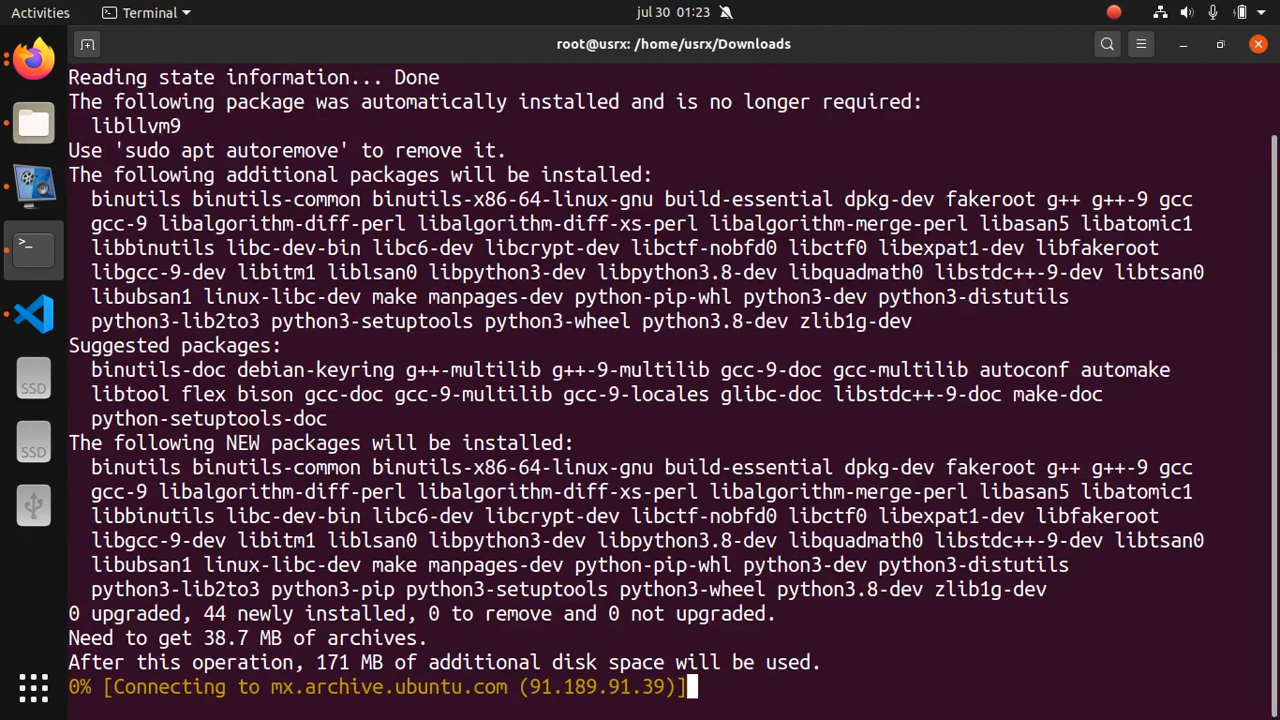 Activities
Terminal
jul 30 01:23
root@usrx: /home/usrx/Downloads
Reading state information... Done
The following package was automatically installed and is no longer required:
libllvm9
Use 'sudo apt autoremove' to remove it.
The following additional packages will be installed:
binutils binutils-common binutils-x86-64-linux-gnu build-essential dpkg-dev fakeroot g++ g++-9 gcc
gcc-9 libalgorithm-diff-perl libalgorithm-diff-xs-perl libalgorithm-merge-perl libasan5 libatomic1
libbinutils libc-dev-bin libc6-dev libcrypt-dev libctf-nobfd0 libctf0 libexpat1-dev libfakeroot
libgcc-9-dev libitm1 liblsan0 libpython3-dev libpython3.8-dev libquadmath0 libstdc++-9-dev libtsan0
libubsan1 linux-libc-dev make manpages-dev python-pip-whl python3-dev python3-distutils
python3-lib2to3 python3-setuptools python3-wheel python3.8-dev zlib1g-dev
Suggested packages:
binutils-doc debian-keyring g++-multilib g++-9-multilib gcc-9-doc gcc-multilib autoconf automake
libtool flex bison gcc-doc gcc-9-multilib gcc-9-locales glibc-doc libstdc++-9-doc make-doc
python-setuptools-doc
The following NEW packages will be installed:
binutils binutils-common binutils-x86-64-linux-gnu build-essential dpkg-dev fakeroot g++ g++-9 gcc
gcc-9 libalgorithm-diff-perl libalgorithm-diff-xs-perl libalgorithm-merge-perl libasan5 libatomic1
libbinutils libc-dev-bin libc6-dev libcrypt-dev libctf-nobfd0 libctf0 libexpat1-dev libfakeroot
libgcc-9-dev libitm1 liblsan0 libpython3-dev libpython3.8-dev libquadmath0 libstdc++-9-dev libtsan0
libubsan1 linux-libc-dev make manpages-dev python-pip-whl python3-dev python3-distutils
python3-lib2to3 python3-pip python3-setuptools python3-wheel python3.8-dev zlib1g-dev
0 upgraded, 44 newly installed, 0 to remove and 0 not upgraded.
Need to get 38.7 MB of archives.
After this operation, 171 MB of additional disk space will be used.
0% [Connecting to mx.archive.ubuntu.com (91.189.91.39)]
SSD
SSD